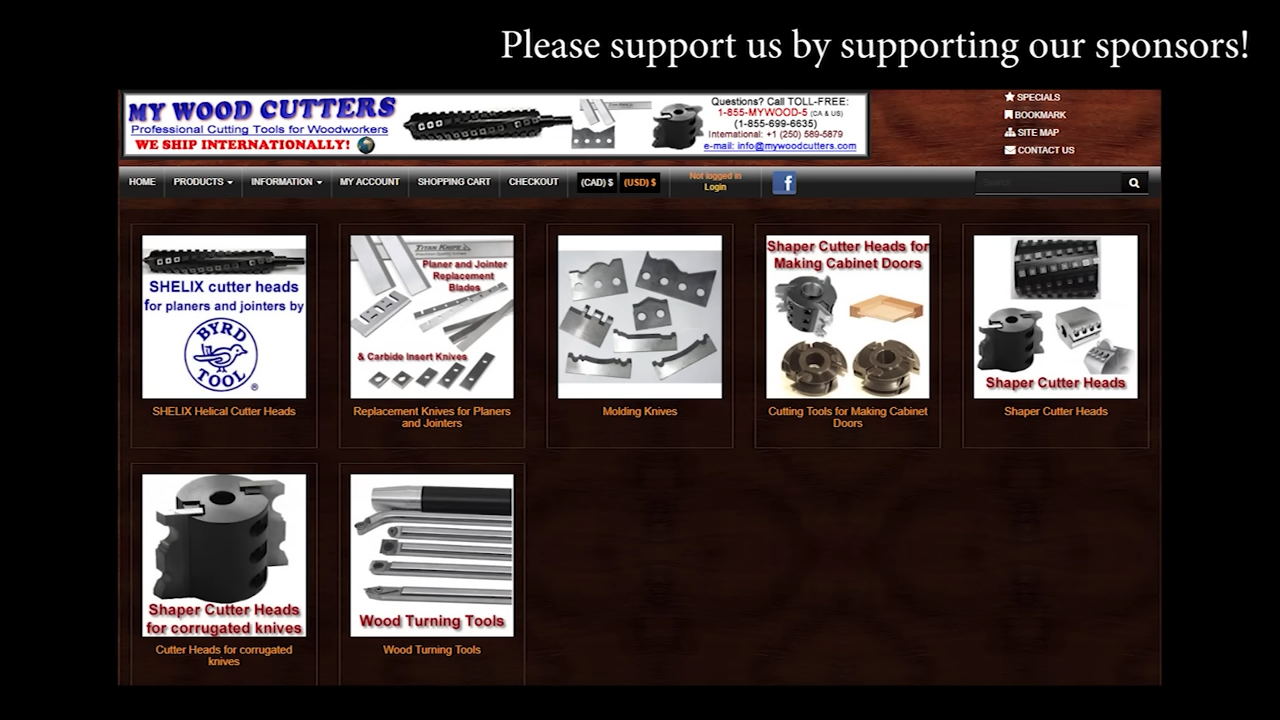 Please support us by supporting our sponsors!
MY WOOD CUTTERS
Professional Cutting Tools for Woodworkers
WE SHIP INTERNATIONALLY!
Questions? Call TOLL-FREE:
1-855-MYWOOD-5 (CA & US)
(1-855-699-6635)
International: +1 (250) 589-5879
e-mail: info@mywoodcutters.com
SPECIALS
BOOKMARK
SITE MAP
CONTACT US
HOME PRODUCTS INFORMATION MY ACCOUNT SHOPPING CART CHECKOUT (CAD) $ (USD) $
Not logged in
Login
f
SHELIX cutter heads
for planers and jointers by
BYRD
TOOL
®
SHELIX Helical Cutter Heads
TITAN KNIFE
Planer and Jointer
Replacement
Blades
& Carbide Insert Knives
Replacement Knives for Planers
and Jointers
Molding Knives
Shaper Cutter Heads for
Making Cabinet Doors
Cutting Tools for Making Cabinet
Doors
Shaper Cutter Heads
Shaper Cutter Heads
Shaper Cutter Heads
for corrugated knives
Cutter Heads for corrugated
knives
Wood Turning Tools
Wood Turning Tools